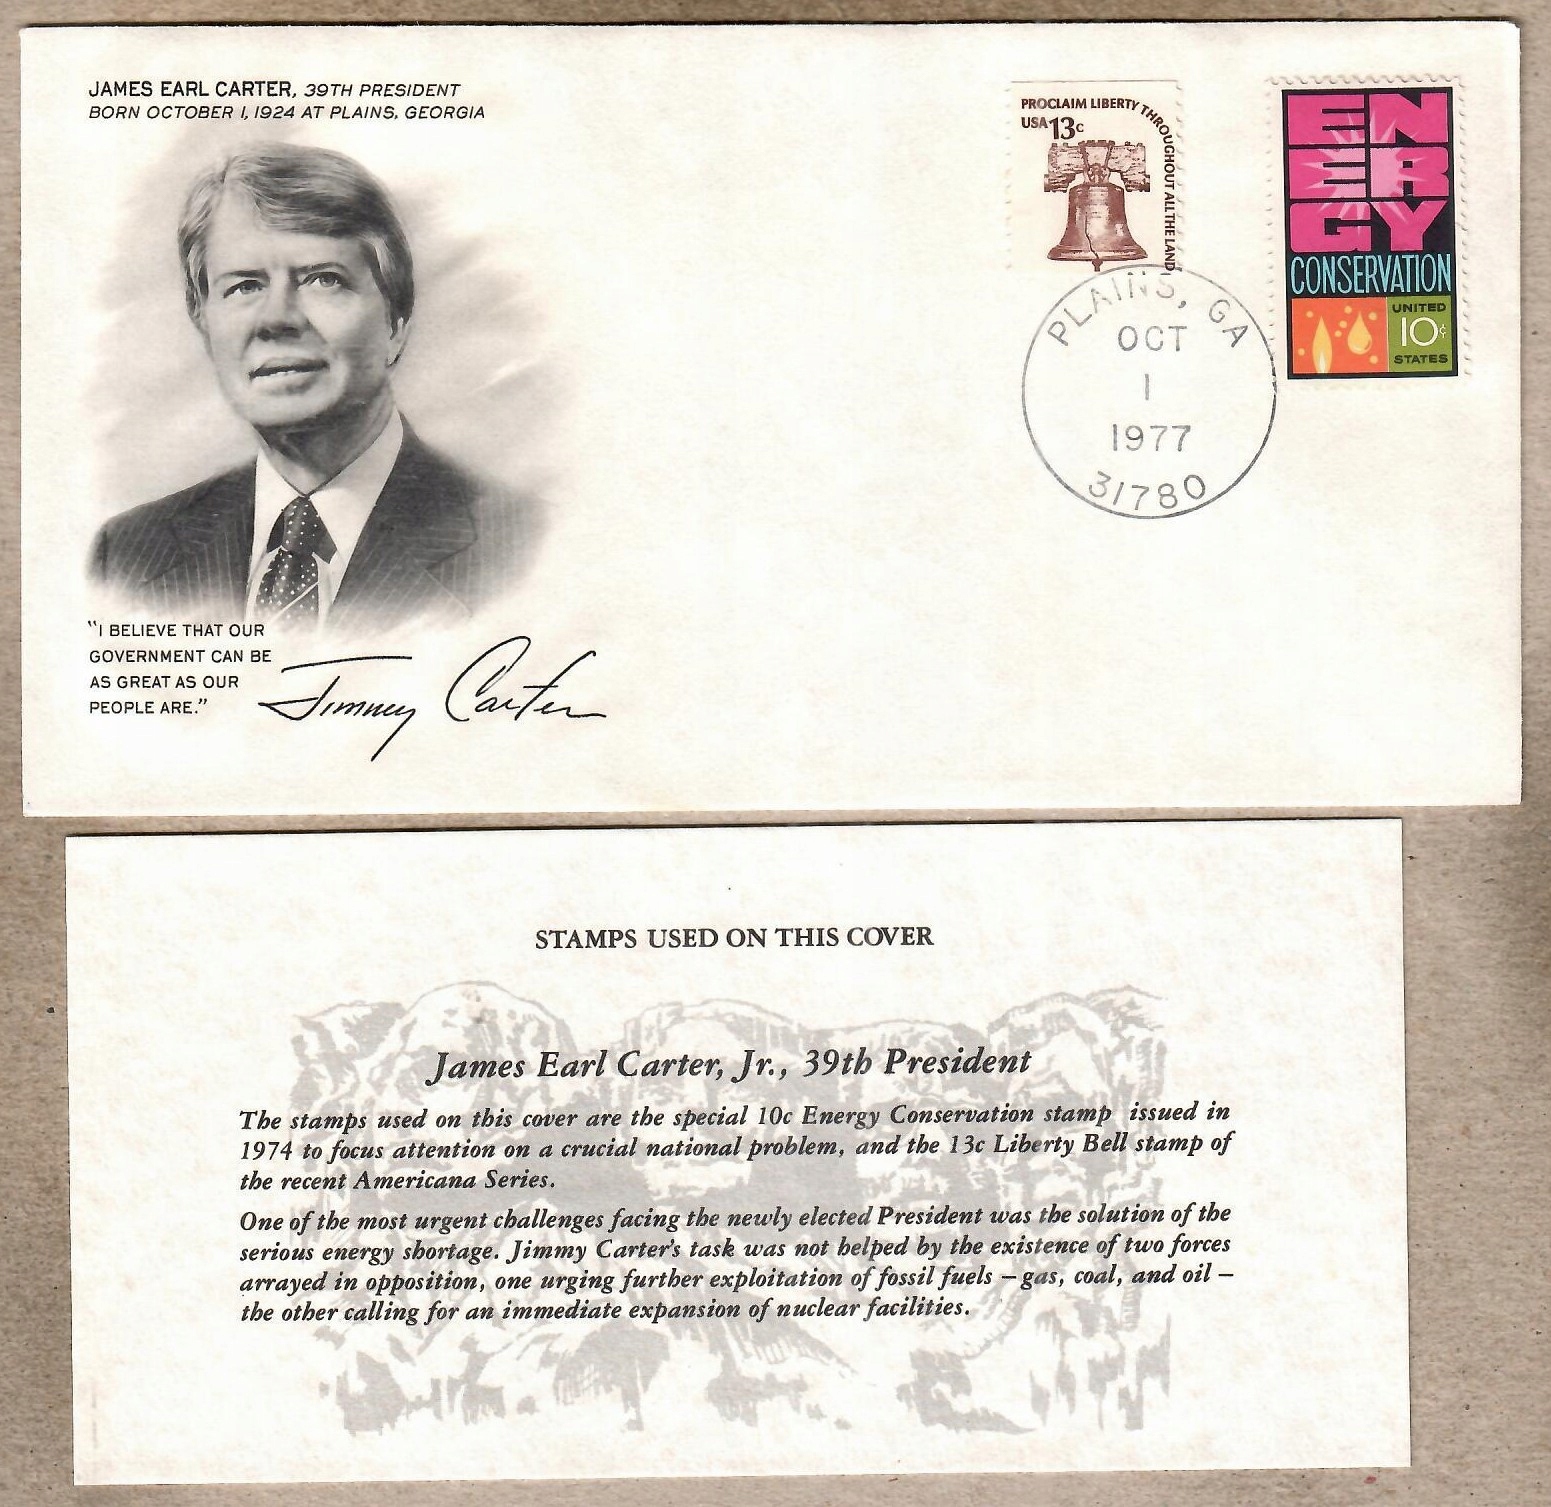 JAMES EARL CARTER, 39TH PRESIDENT
BORN OCTOBER 1, 1924 AT PLAINS, GEORGIA
"I BELIEVE THAT OUR
GOVERNMENT CAN BE
AS GREAT AS OUR
PEOPLE ARE."
Jimmy Carter
PROCLAIM LIBERTY THROUGHOUT ALL THE LAND
USA 13c
ENERGY
CONSERVATION
UNITED
10¢
STATES
PLAINS, GA
OCT
1
1977
31780
STAMPS USED ON THIS COVER
James Earl Carter, Jr., 39th President
The stamps used on this cover are the special 10c Energy Conservation stamp issued in
1974 to focus attention on a crucial national problem, and the 13c Liberty Bell stamp of
the recent Americana Series.
One of the most urgent challenges facing the newly elected President was the solution of the
serious energy shortage. Jimmy Carter's task was not helped by the existence of two forces
arrayed in opposition, one urging further exploitation of fossil fuels – gas, coal, and oil –
the other calling for an immediate expansion of nuclear facilities.